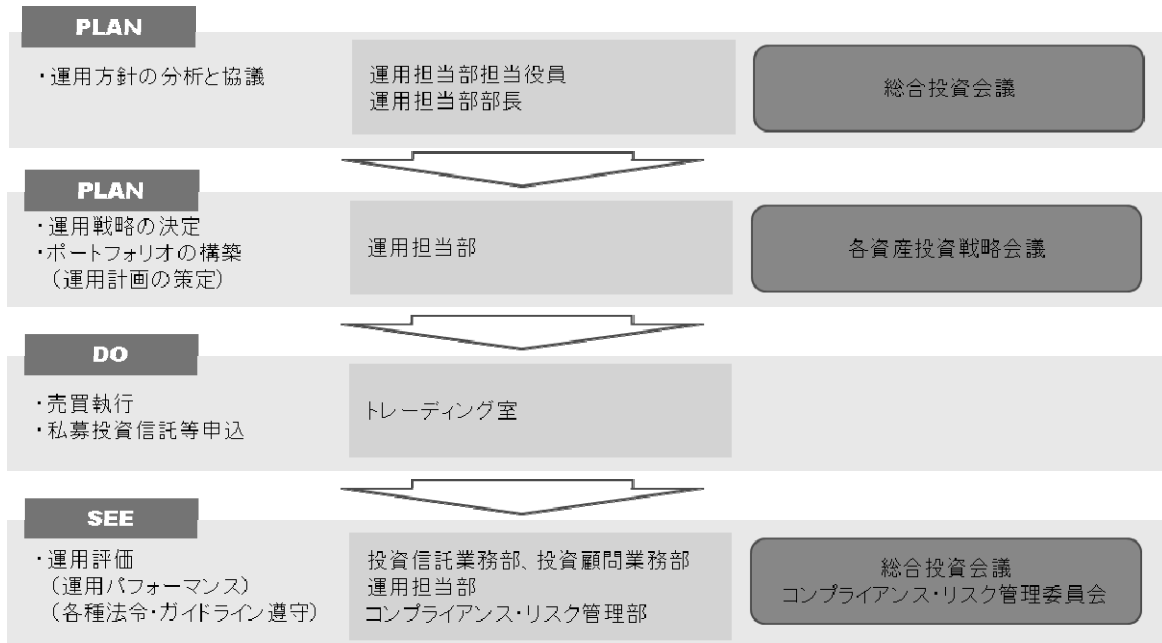 PLAN
・運用方針の分析と協議
運用担当部担当役員
運用担当部部長
総合投資会議
PLAN
・運用戦略の決定
・ポートフォリオの構築
（運用計画の策定）
運用担当部
各資産投資戦略会議
DO
・売買執行
・私募投資信託等申込
トレーディング室
SEE
・運用評価
（運用パフォーマンス）
（各種法令・ガイドライン遵守）
投資信託業務部、投資顧問業務部
運用担当部
コンプライアンス・リスク管理部
総合投資会議
コンプライアンス・リスク管理委員会